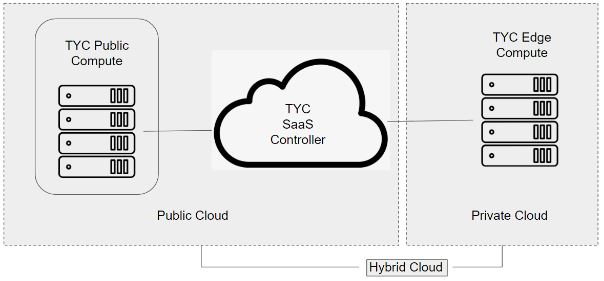 TYC Public
Compute
TYC
SaaS
Controller
TYC Edge
Compute
Public Cloud
Private Cloud
Hybrid Cloud